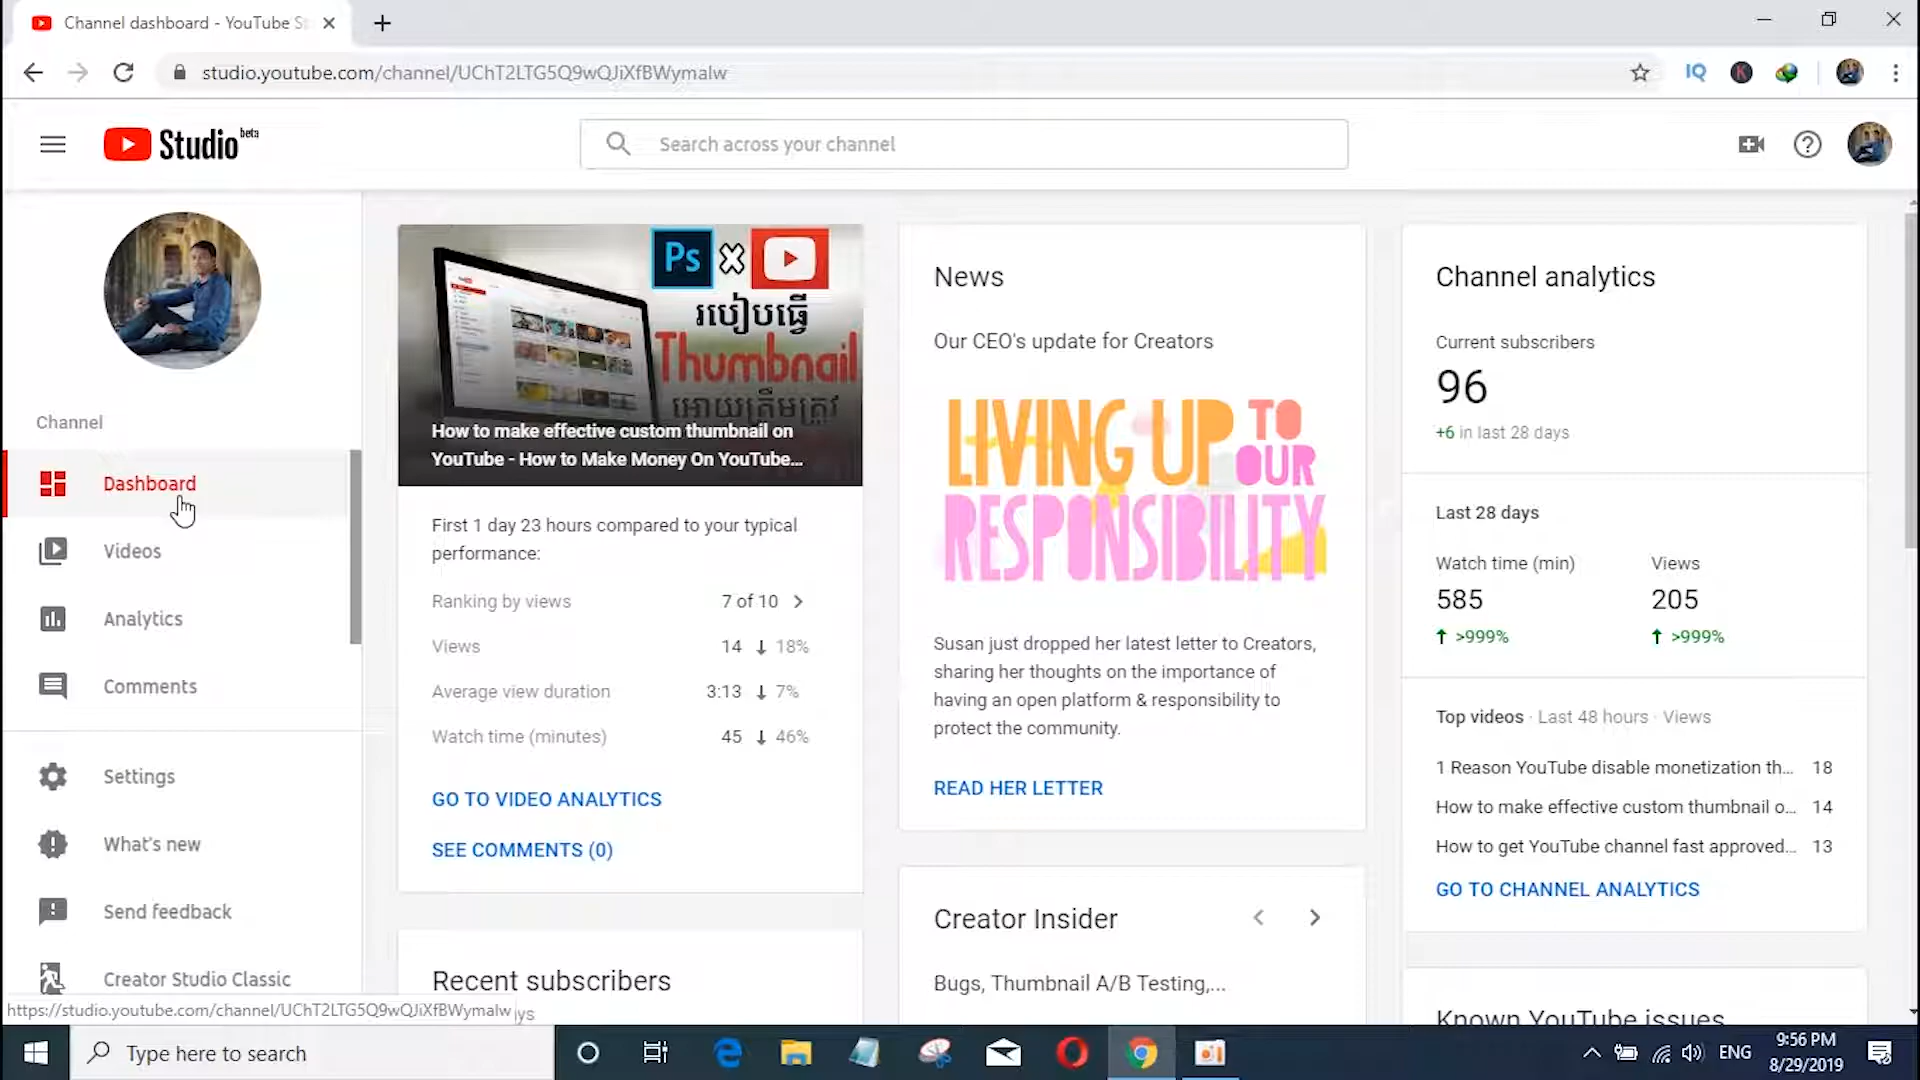 Channel dashboard - YouTube St
studio.youtube.com/channel/UChT2LTG5Q9wQJiXfBWymalw
IQ
K
Studio beta
Search across your channel
Channel
Dashboard
Videos
Analytics
Comments
Settings
What's new
Send feedback
Creator Studio Classic
https://studio.youtube.com/channel/UChT2LTG5Q9wQJiXfBWymalw
ys
Ps
របៀបធ្វើ
Thumbnail
អោយត្រឹមត្រូវ
How to make effective custom thumbnail on
YouTube - How to Make Money On YouTube...
First 1 day 23 hours compared to your typical
performance:
Ranking by views 7 of 10
Views 14 18%
Average view duration 3:13 7%
Watch time (minutes) 45 46%
GO TO VIDEO ANALYTICS
SEE COMMENTS (0)
Recent subscribers
News
Our CEO's update for Creators
LIVING UP TO
OUR
RESPONSIBILITY
Susan just dropped her latest letter to Creators,
sharing her thoughts on the importance of
having an open platform & responsibility to
protect the community.
READ HER LETTER
Creator Insider
Bugs, Thumbnail A/B Testing,...
Channel analytics
Current subscribers
96
+6 in last 28 days
Last 28 days
Watch time (min) Views
585 205
>999% >999%
Top videos · Last 48 hours · Views
1 Reason YouTube disable monetization th... 18
How to make effective custom thumbnail o... 14
How to get YouTube channel fast approved... 13
GO TO CHANNEL ANALYTICS
Known YouTube issues
Type here to search
ENG
9:56 PM
8/29/2019